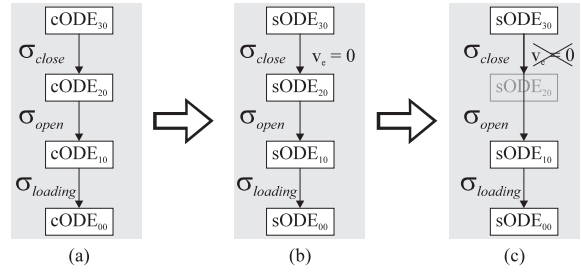 cODE30 sODE30 sODE30
σclose σclose ve = 0 σclose ve = 0
cODE20 sODE20 sODE20
σopen σopen σopen
cODE10 sODE10 sODE10
σloading σloading σloading
cODE00 sODE00 sODE00
(a) (b) (c)